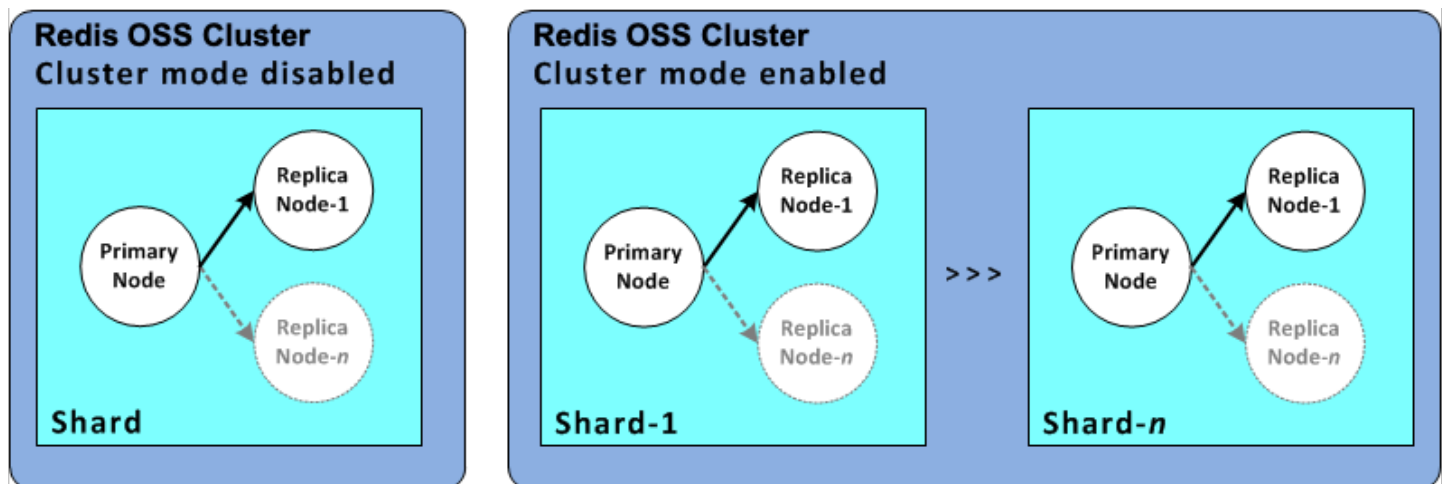 Redis OSS Cluster
Cluster mode disabled
Replica
Node-1
Primary
Node
Replica
Node-n
Shard
Redis OSS Cluster
Cluster mode enabled
Replica
Node-1
Primary
Node
Replica
Node-n
Shard-1
>>>
Replica
Node-1
Primary
Node
Replica
Node-n
Shard-n